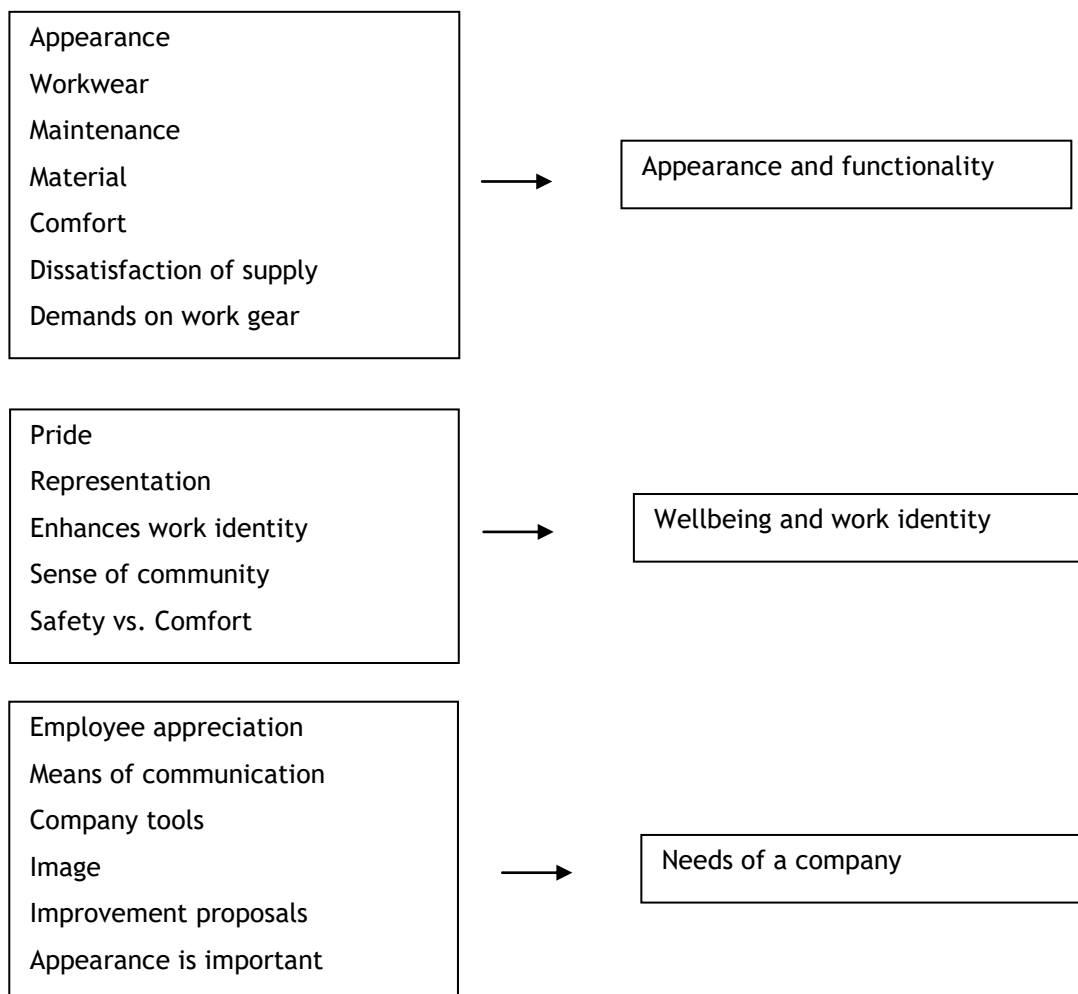 Appearance
Workwear
Maintenance
Material
Comfort
Dissatisfaction of supply
Demands on work gear
Appearance and functionality
Pride
Representation
Enhances work identity
Sense of community
Safety vs. Comfort
Wellbeing and work identity
Employee appreciation
Means of communication
Company tools
Image
Improvement proposals
Appearance is important
Needs of a company